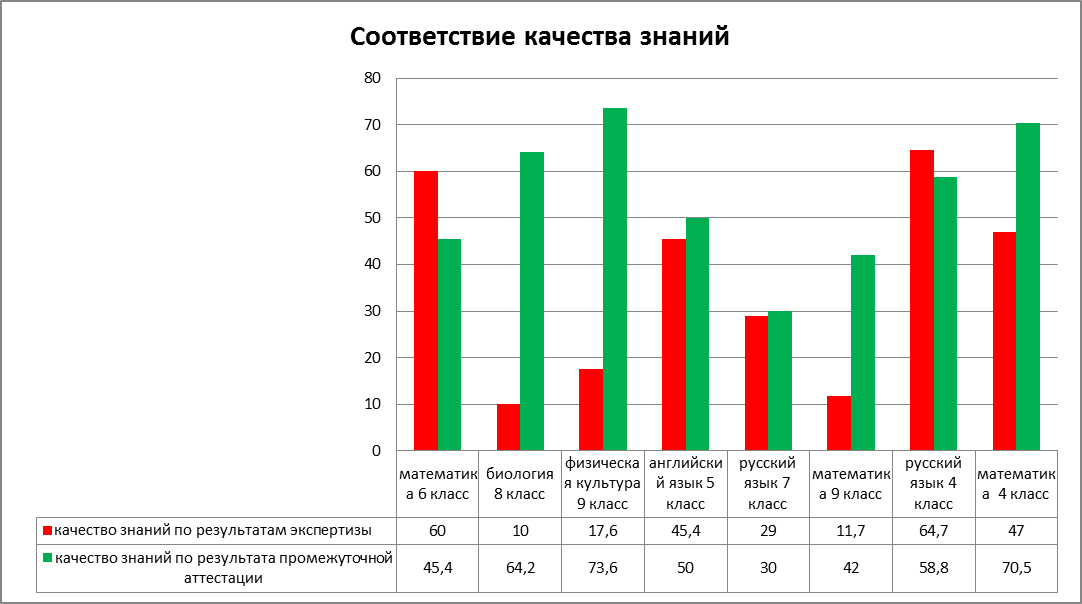 Соответствие качества знаний
80
70
60
50
40
30
20
10
0
математик
а 6 класс
биология
8 класс
физическа
я культура
9 класс
английски
й язык 5
класс
русский
язык 7
класс
математик
а 9 класс
русский
язык 4
класс
математик
а 4 класс
качество знаний по результатам экспертизы 60 10 17,6 45,4 29 11,7 64,7 47
качество знаний по результата промежуточной
аттестации 45,4 64,2 73,6 50 30 42 58,8 70,5